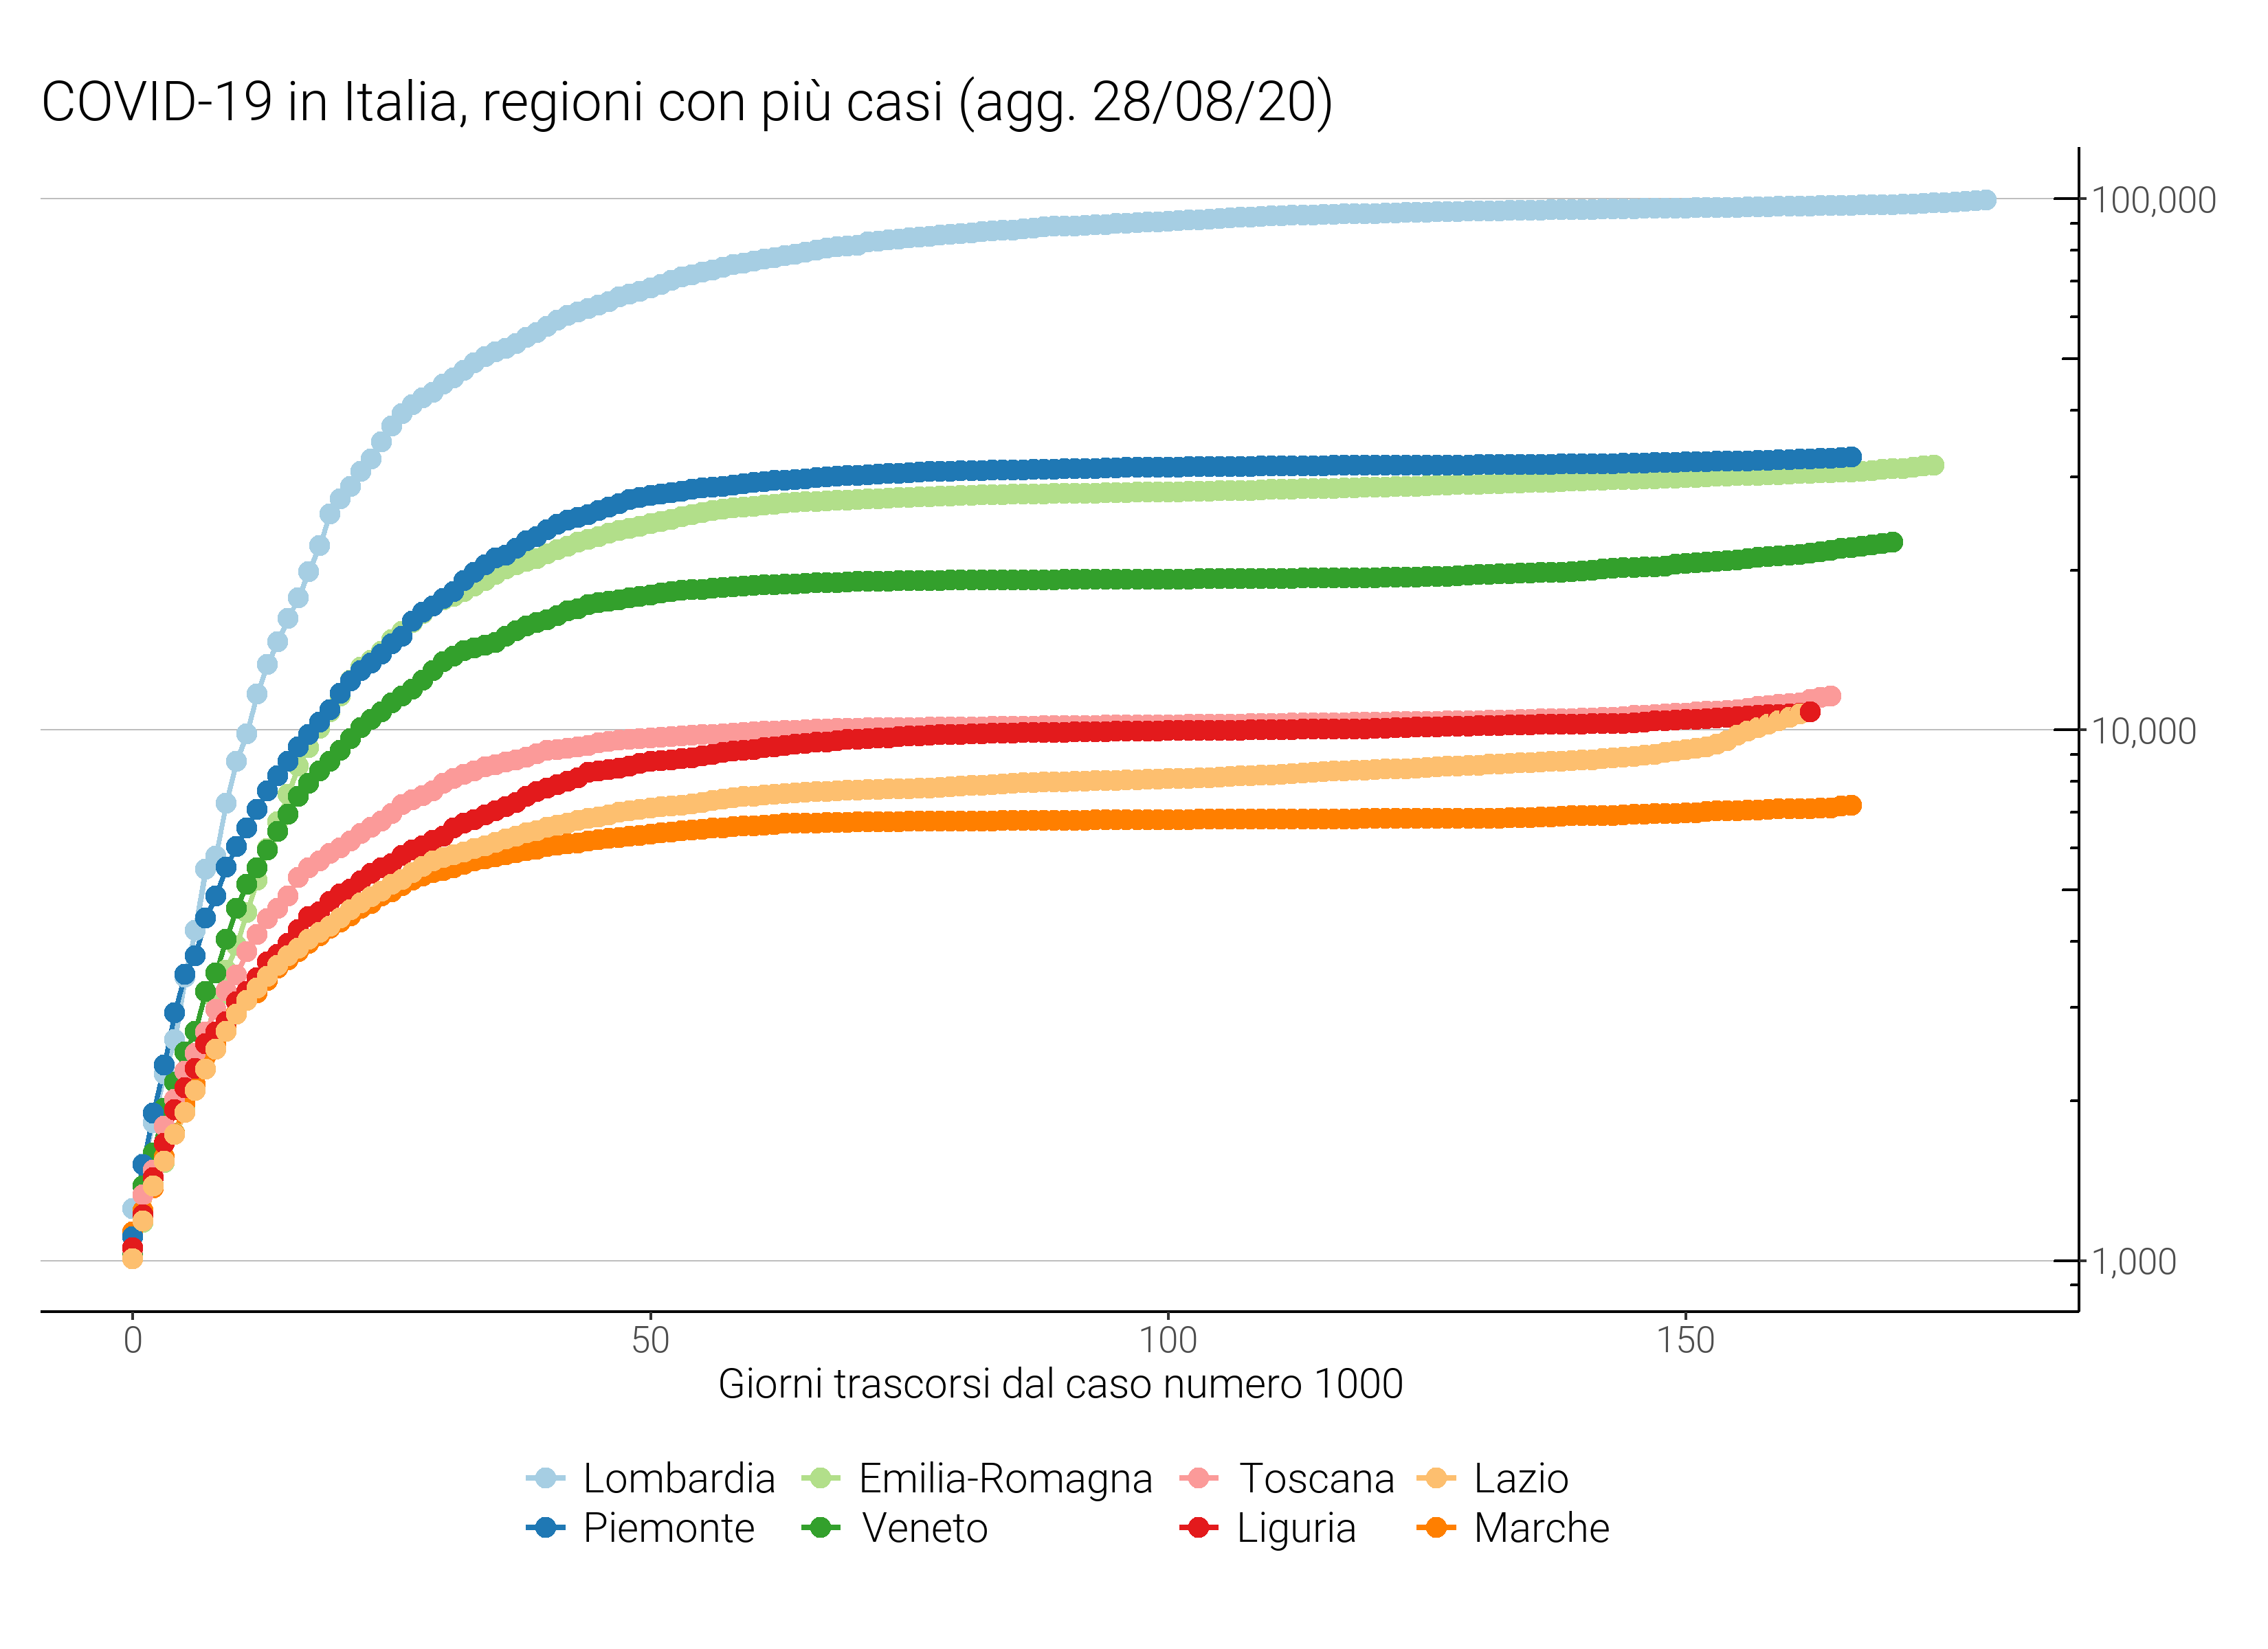 COVID-19 in Italia, regioni con più casi (agg. 28/08/20)
100,000
10,000
1,000
0 50 100 150
Giorni trascorsi dal caso numero 1000
Lombardia Emilia-Romagna Toscana Lazio
Piemonte Veneto Liguria Marche